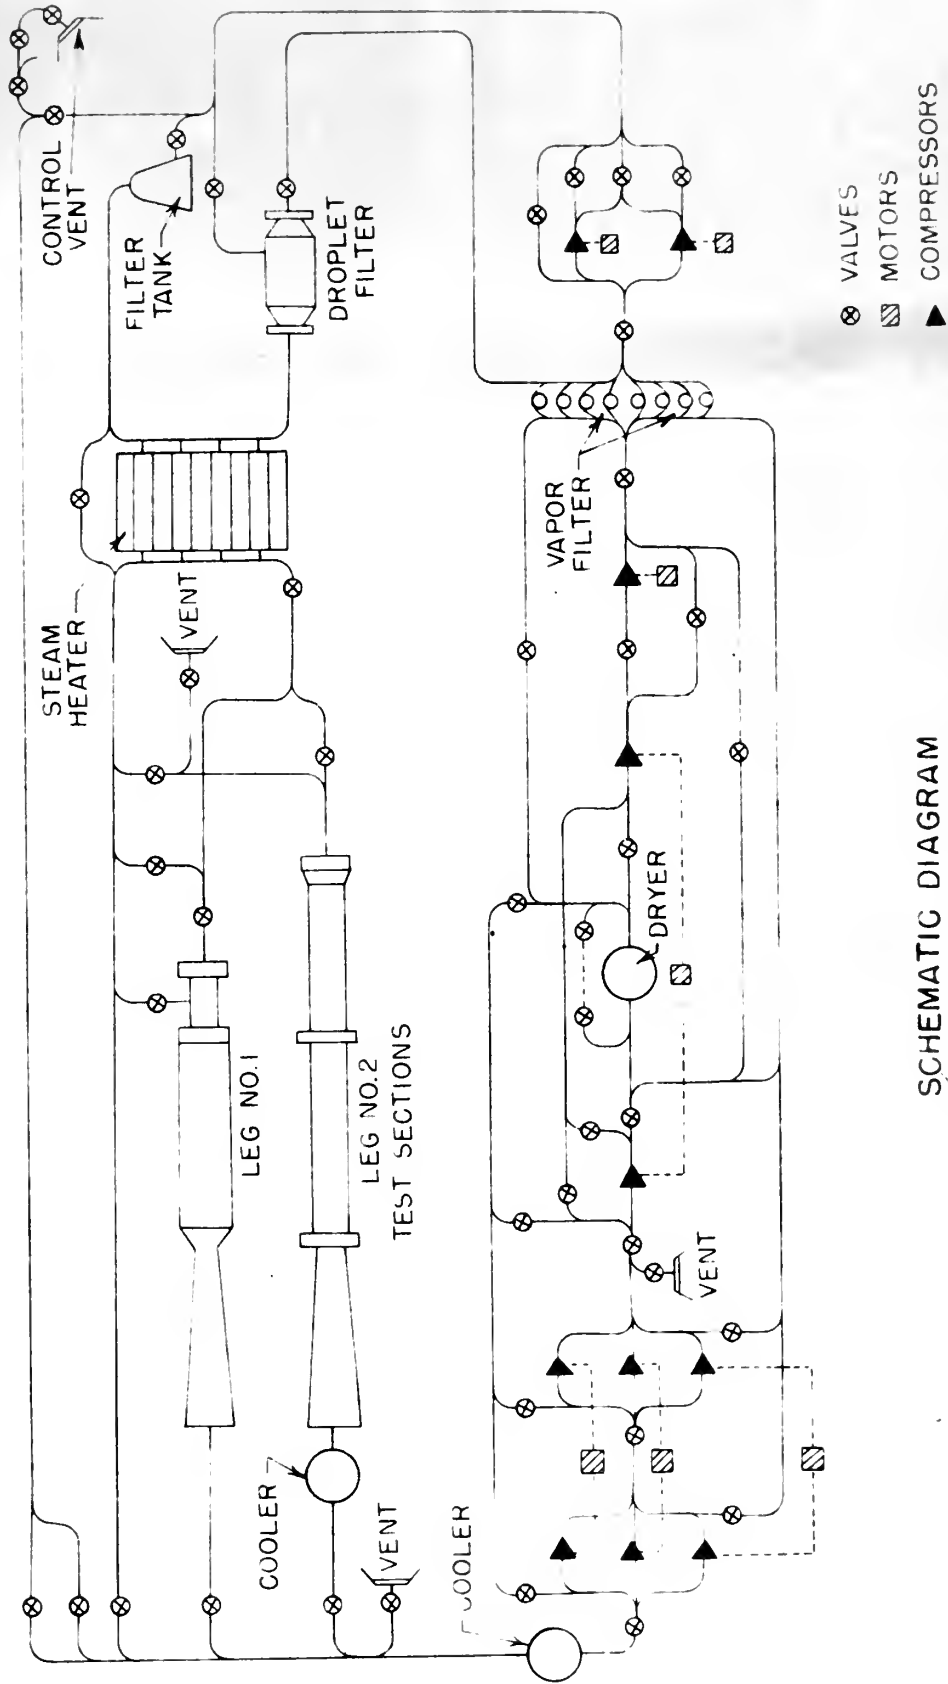 CONTROL
VENT
FILTER
TANK
DROPLET
FILTER
STEAM
HEATER
VENT
VAPOR
FILTER
LEG NO.1
LEG NO.2
TEST SECTIONS
DRYER
COOLER
VENT
VENT
COOLER
VALVES
MOTORS
COMPRESSORS
SCHEMATIC DIAGRAM